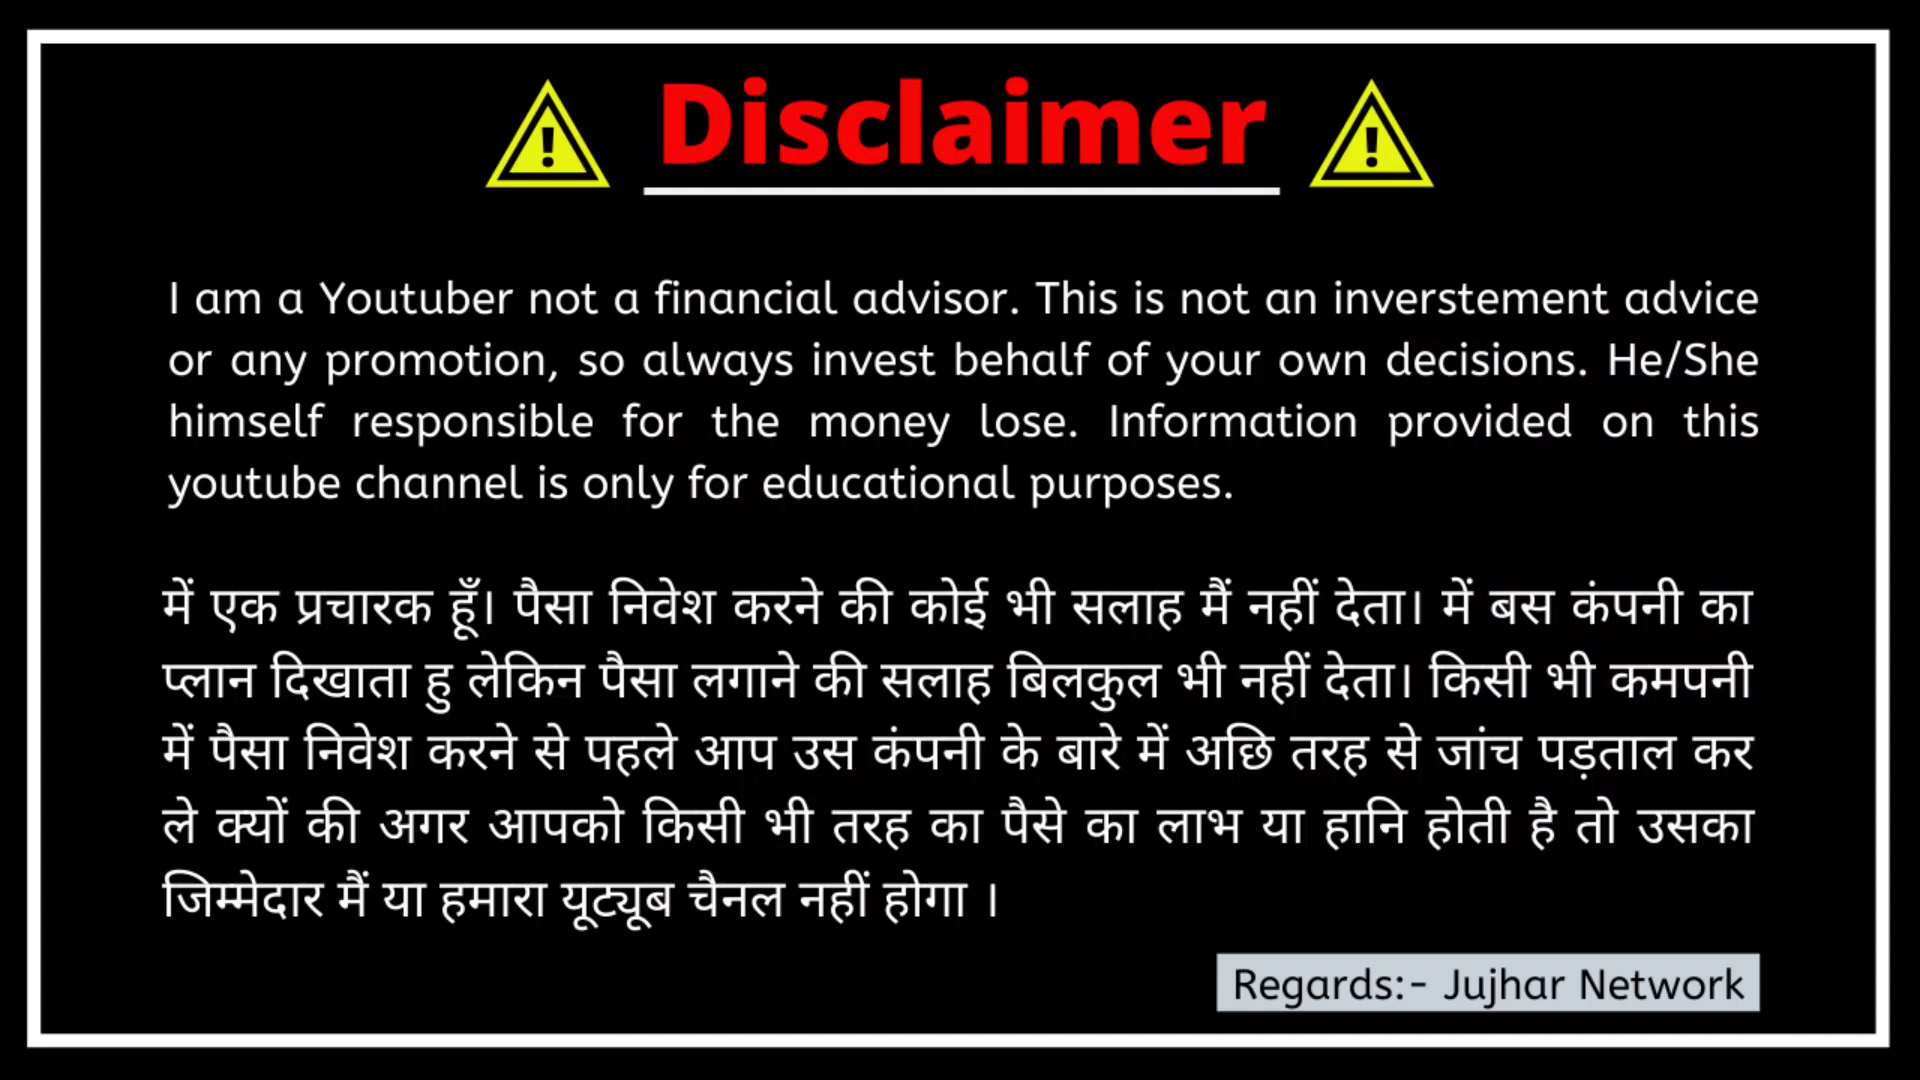 Disclaimer
I am a Youtuber not a financial advisor. This is not an inverstement advice
or any promotion, so always invest behalf of your own decisions. He/She
himself responsible for the money lose. Information provided on this
youtube channel is only for educational purposes.
में एक प्रचारक हूँ। पैसा निवेश करने की कोई भी सलाह मैं नहीं देता। में बस कंपनी का
प्लान दिखाता हु लेकिन पैसा लगाने की सलाह बिलकुल भी नहीं देता। किसी भी कमपनी
में पैसा निवेश करने से पहले आप उस कंपनी के बारे में अछि तरह से जांच पड़ताल कर
ले क्यों की अगर आपको किसी भी तरह का पैसे का लाभ या हानि होती है तो उसका
जिम्मेदार मैं या हमारा यूट्यूब चैनल नहीं होगा ।
Regards:- Jujhar Network